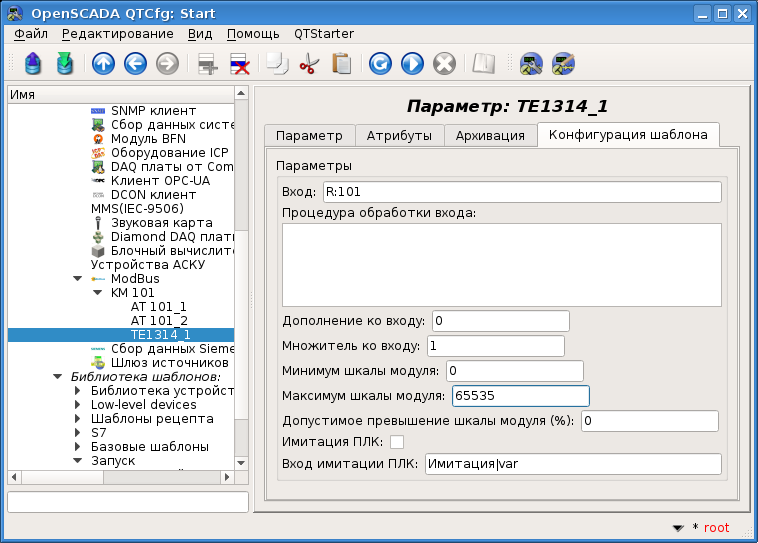 OpenSCADA QTCfg: Start
Файл Редактирование Вид Помощь QTStarter
Имя
SNMP клиент
Сбор данных систе
Модуль BFN
Оборудование ICP
DAQ платы от Com
Клиент OPC-UA
DCON клиент
MMS(IEC-9506)
Звуковая карта
Diamond DAQ плат
Блочный вычислит
Устройства АСКУ
ModBus
KM 101
AT 101_1
AT 101_2
TE1314_1
Сбор данных Sieme
Шлюз источников
Библиотека шаблонов:
Библиотека устройст
Low-level devices
Шаблоны рецепта
S7
Базовые шаблоны
Запуск
Параметр: TE1314_1
Параметр Атрибуты Архивация Конфигурация шаблона
Параметры
Вход: R:101
Процедура обработки входа:
Дополнение ко входу: 0
Множитель ко входу: 1
Минимум шкалы модуля: 0
Максимум шкалы модуля: 65535
Допустимое превышение шкалы модуля (%): 0
Имитация ПЛК:
Вход имитации ПЛК: Имитация|var
* root